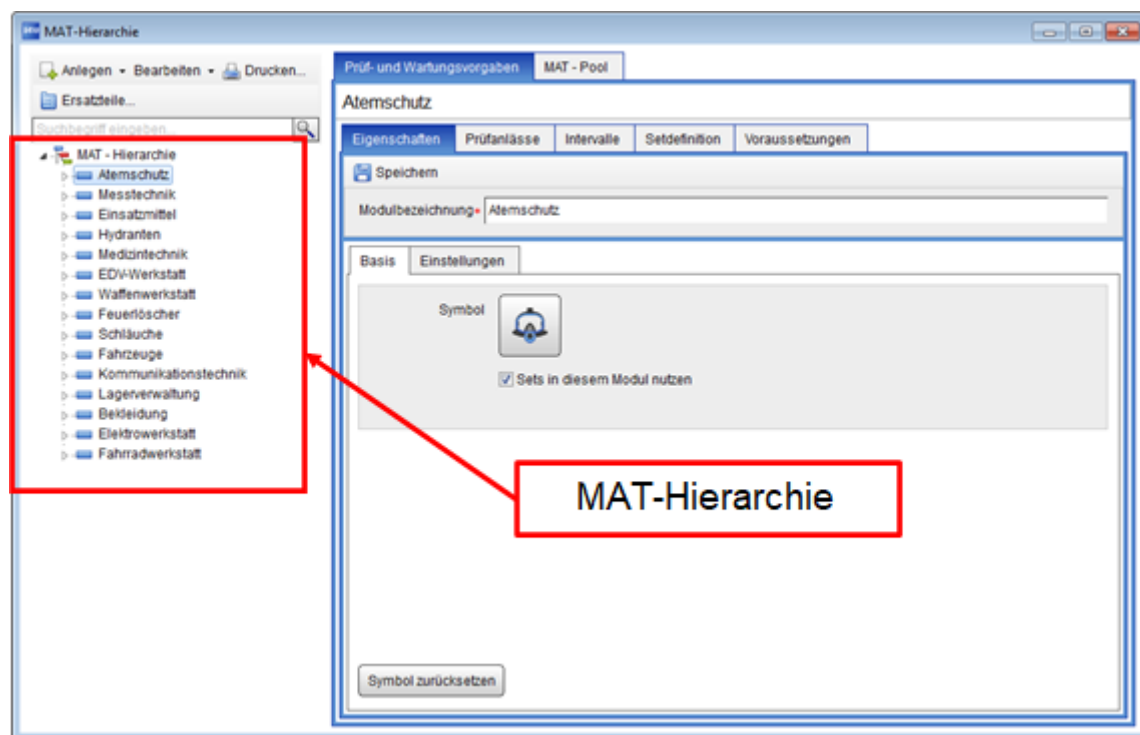 MAT-Hierarchie
Anlegen Bearbeiten Drucken...
Ersatzteile...
Suchbegriff eingeben...
MAT - Hierarchie
Atemschutz
Messtechnik
Einsatzmittel
Hydranten
Medizintechnik
EDV-Werkstatt
Waffenwerkstatt
Feuerlöscher
Schläuche
Fahrzeuge
Kommunikationstechnik
Lagerverwaltung
Bekleidung
Elektrowerkstatt
Fahrradwerkstatt
Prüf- und Wartungsvorgaben MAT - Pool
Atemschutz
Eigenschaften Prüfanlässe Intervalle Setdefinition Voraussetzungen
Speichern
Modulbezeichnung* Atemschutz
Basis Einstellungen
Symbol
Sets in diesem Modul nutzen
MAT-Hierarchie
Symbol zurücksetzen